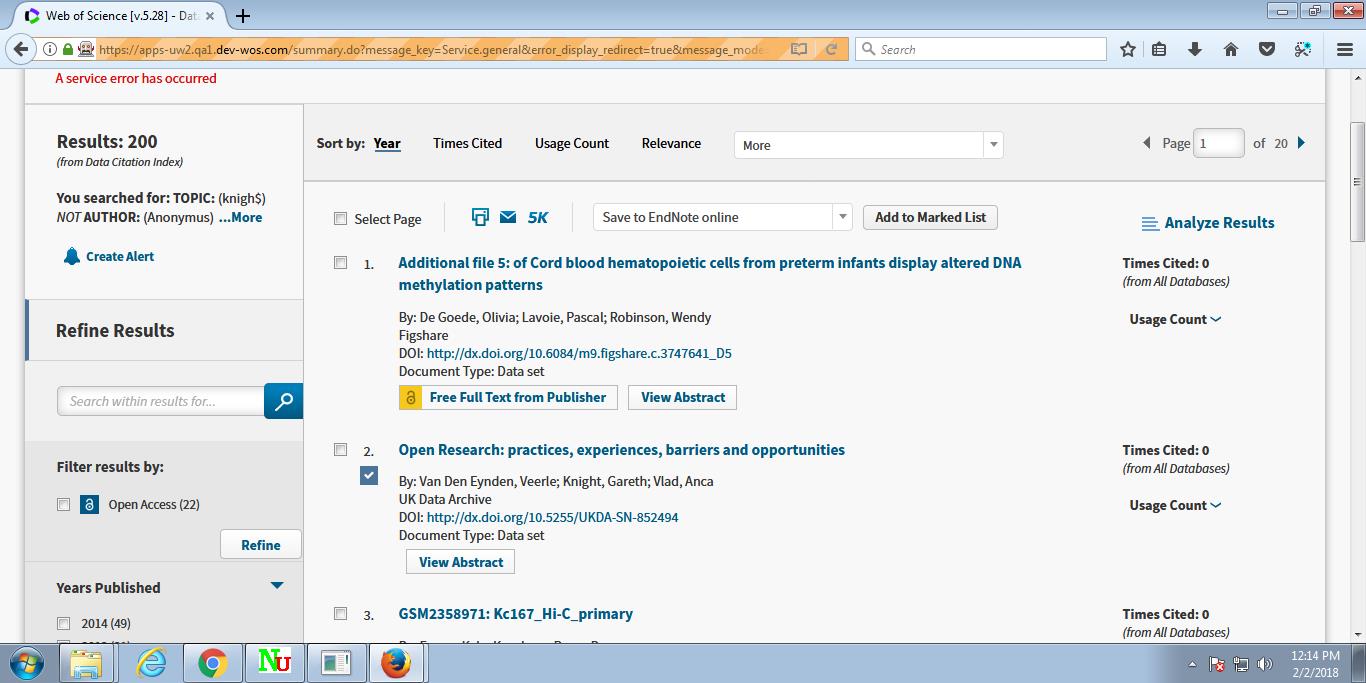 Web of Science [v.5.28] - Dat
https://apps-uw2.qa1.dev-wos.com/summary.do?message_key=Service.general&error_display_redirect=true&message_mode
Search
A service error has occurred
Results: 200
(from Data Citation Index)
You searched for: TOPIC: (knigh$)
NOT AUTHOR: (Anonymus) ...More
Create Alert
Refine Results
Search within results for...
Filter results by:
Open Access (22)
Refine
Years Published
2014 (49)
Sort by: Year Times Cited Usage Count Relevance More
Page 1 of 20
Select Page 5K Save to EndNote online Add to Marked List
Analyze Results
1. Additional file 5: of Cord blood hematopoietic cells from preterm infants display altered DNA
methylation patterns
By: De Goede, Olivia; Lavoie, Pascal; Robinson, Wendy
Figshare
DOI: http://dx.doi.org/10.6084/m9.figshare.c.3747641_D5
Document Type: Data set
Free Full Text from Publisher View Abstract
Times Cited: 0
(from All Databases)
Usage Count
2. Open Research: practices, experiences, barriers and opportunities
By: Van Den Eynden, Veerle; Knight, Gareth; Vlad, Anca
UK Data Archive
DOI: http://dx.doi.org/10.5255/UKDA-SN-852494
Document Type: Data set
View Abstract
Times Cited: 0
(from All Databases)
Usage Count
3. GSM2358971: Kc167_Hi-C_primary
Times Cited: 0
(from All Databases)
NU
12:14 PM
2/2/2018